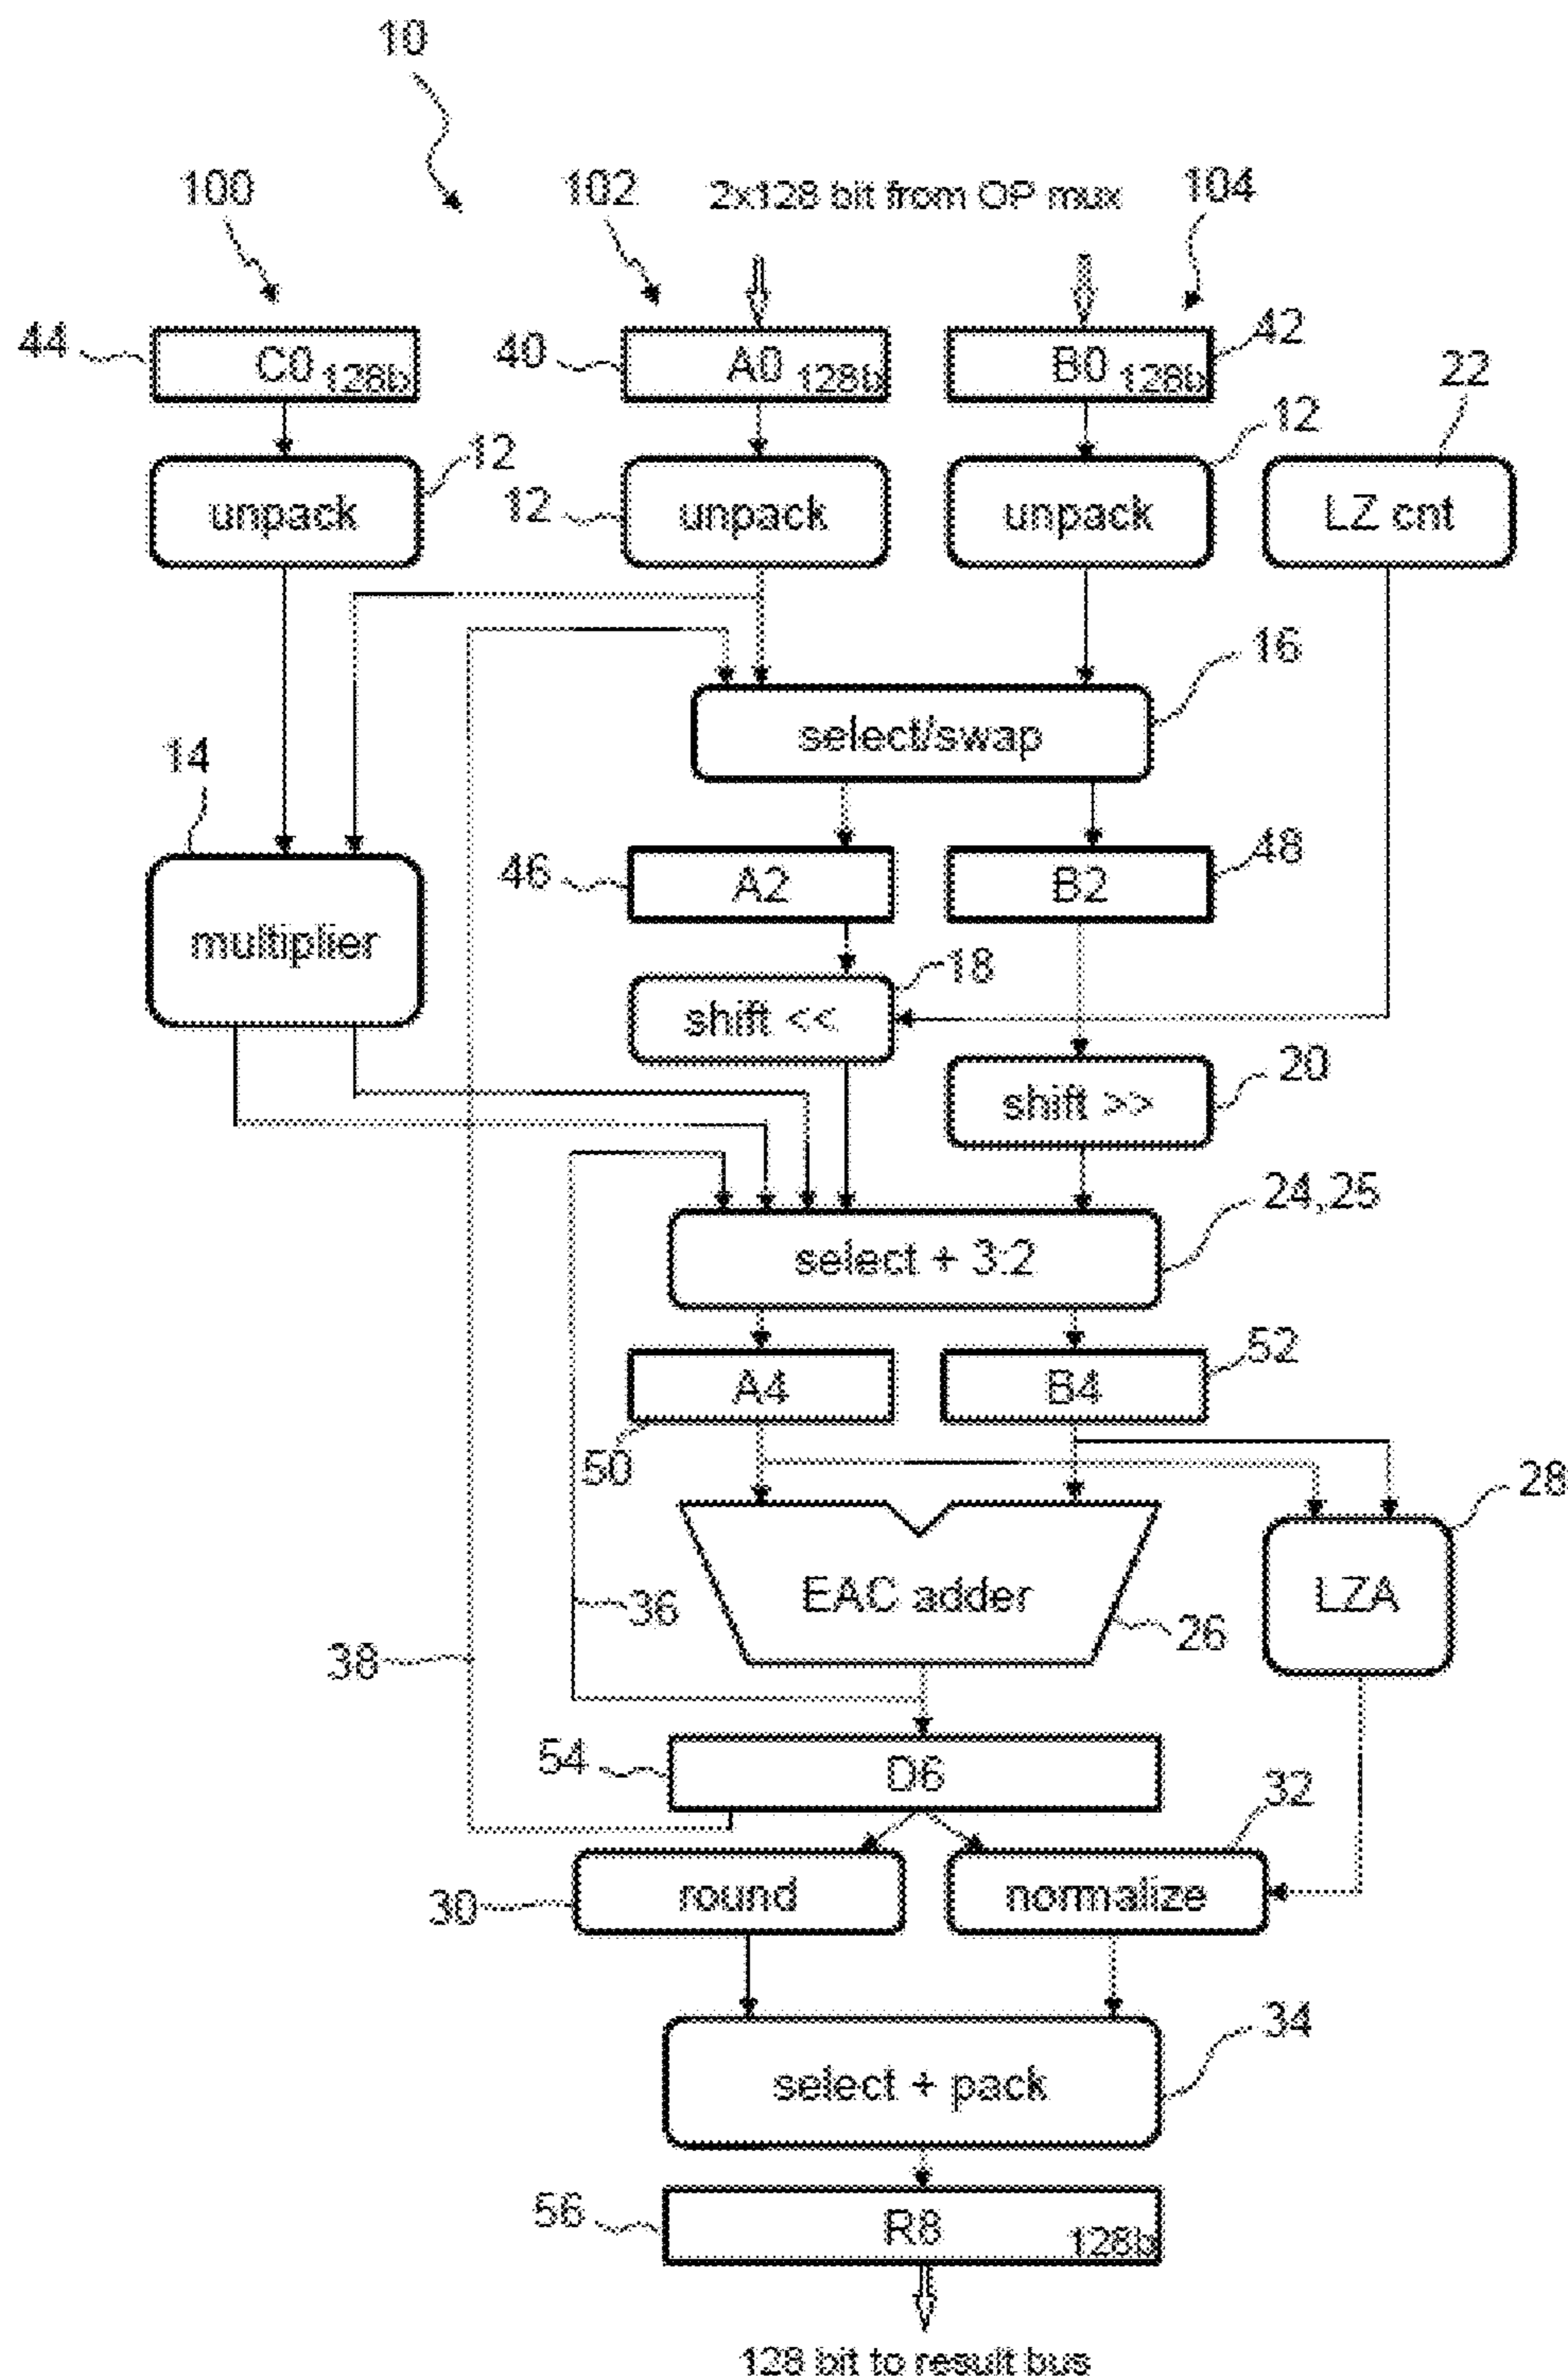 10
100
102
2x128 bit from OP mux
104
44
C0 128b
40
A0 128b
B0 128b
42
22
12
12
12
unpack
unpack
unpack
LZ cnt
16
select/swap
14
46
A2
B2
48
multiplier
18
shift <<
20
shift >>
24,25
select + 3:2
52
A4
B4
50
28
EAC adder
LZA
36
26
38
54
D6
32
30
round
normalize
34
select + pack
56
R8 128b
128 bit to result bus